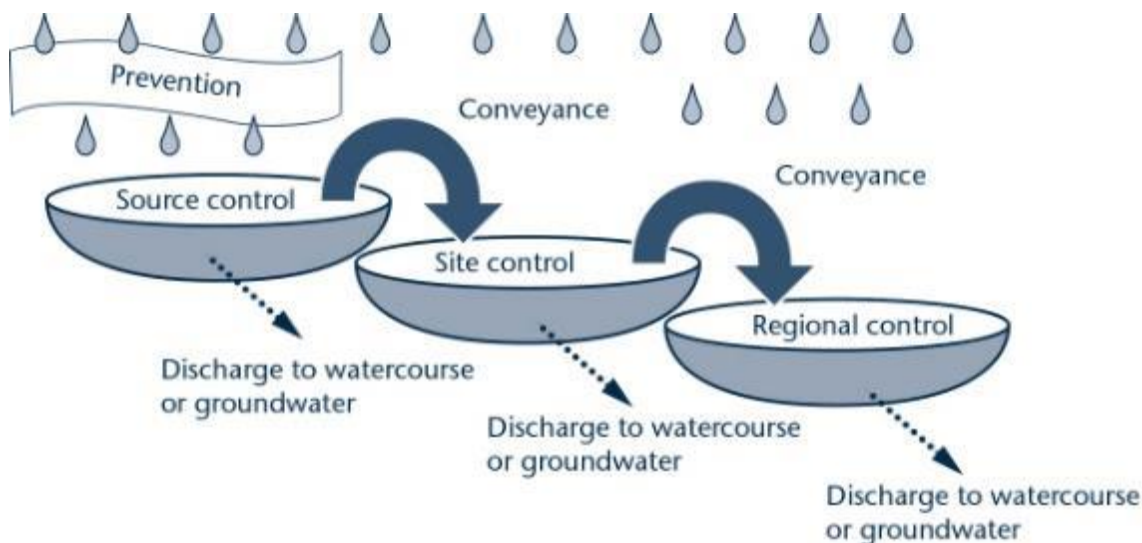 Prevention
Conveyance
Conveyance
Source control
Site control
Regional control
Discharge to watercourse
or groundwater
Discharge to watercourse
or groundwater
Discharge to watercourse
or groundwater